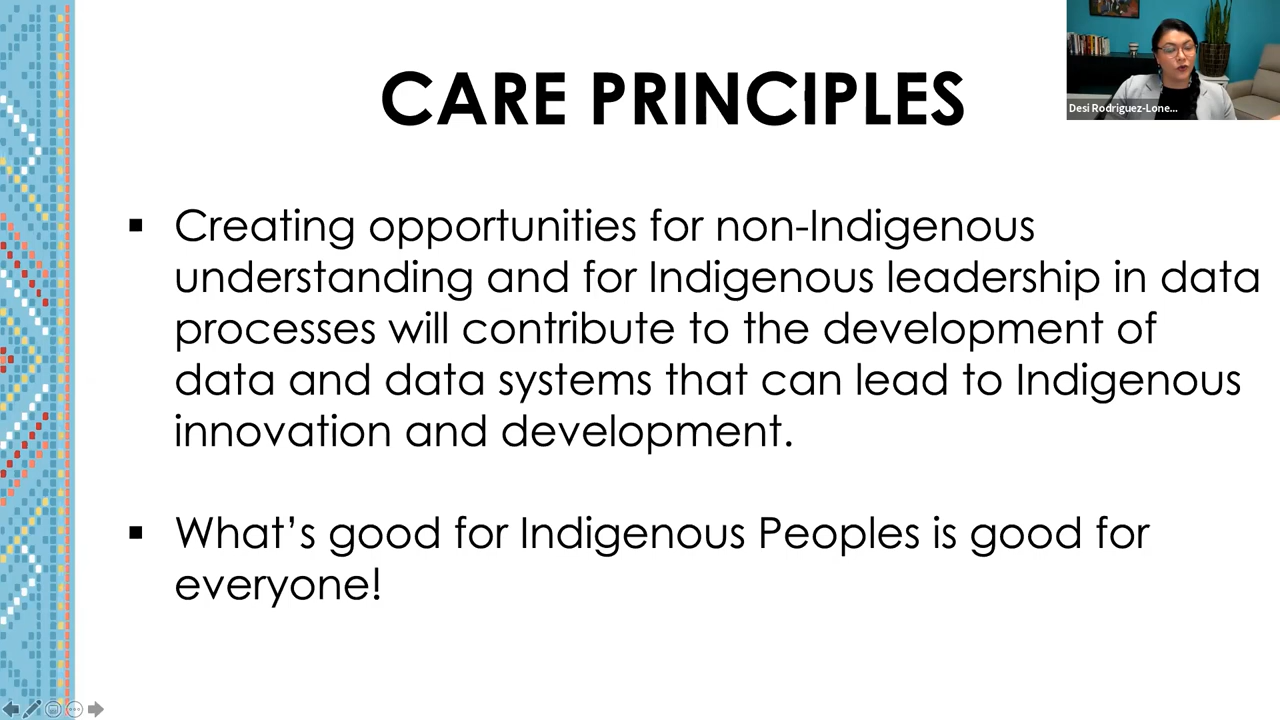 CARE PRINCIPLES
Desi Rodriguez-Lone...
▪ Creating opportunities for non-Indigenous
understanding and for Indigenous leadership in data
processes will contribute to the development of
data and data systems that can lead to Indigenous
innovation and development.
▪ What’s good for Indigenous Peoples is good for
everyone!